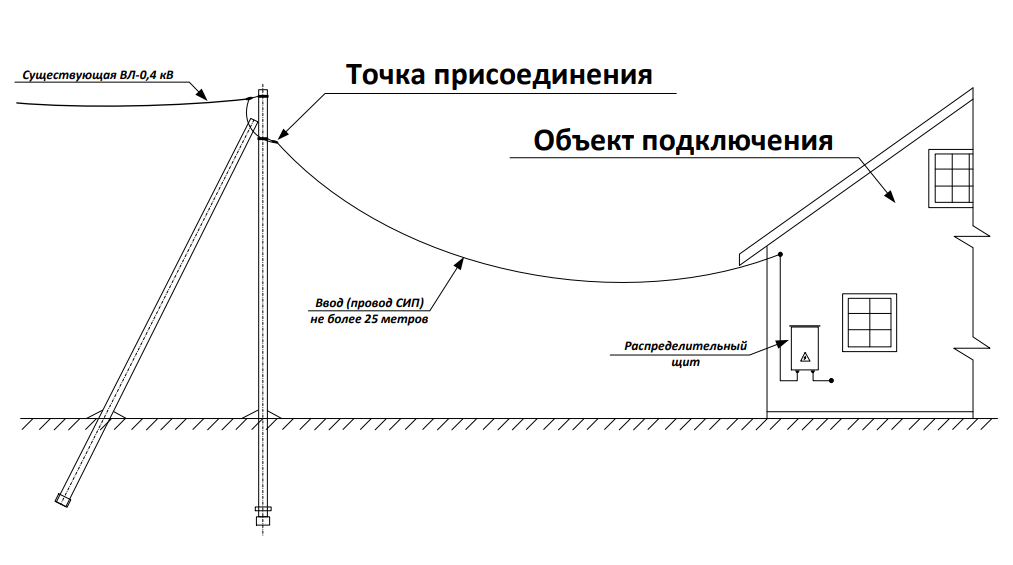 Существующая ВЛ-0,4 кВ
Точка присоединения
Объект подключения
Ввод (провод СИП)
не более 25 метров
Распределительный
щит